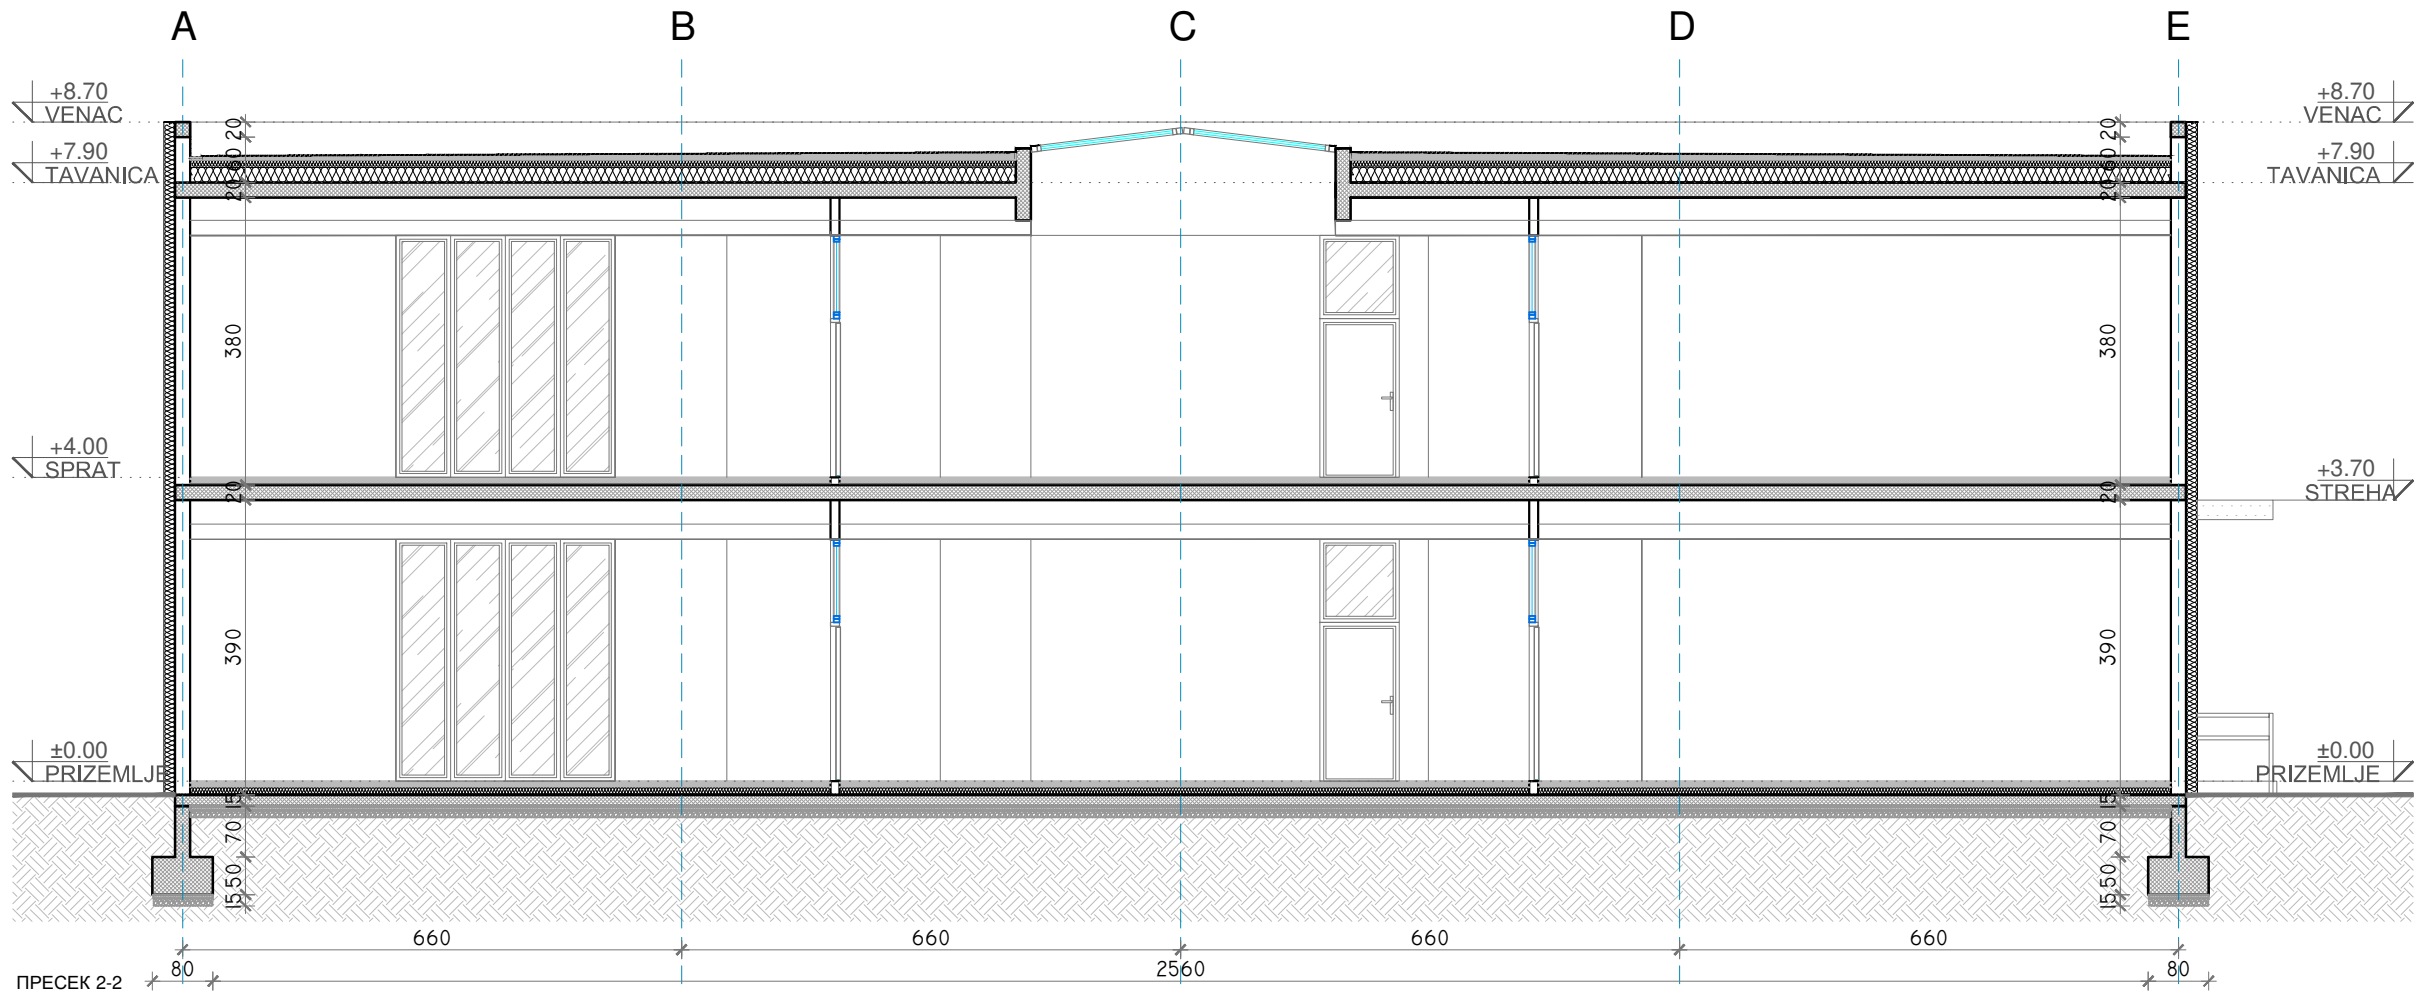 A B C D E
+8.70 +8.70
VENAC VENAC
20 20
+7.90 +7.90
60 60
TAVANICA TAVANICA
20 20
380 380
+4.00 +3.70
SPRAT STREHA
20 20
390 390
±0.00 ±0.00
PRIZEMLJE PRIZEMLJE
15 15
70 70
50 50
15 15
660 660 660 660
80 2560 80
ПРЕСЕК 2-2